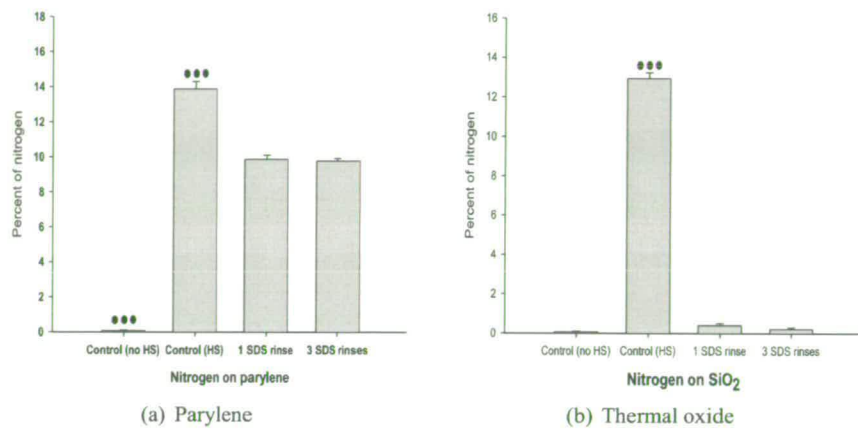 18
16
14
12
10
8
6
4
2
0
Percent of nitrogen
●●●
●●●
Control (no HS) Control (HS) 1 SDS rinse 3 SDS rinses
Nitrogen on parylene
(a) Parylene
16
14
12
10
8
6
4
2
0
Percent of nitrogen
●●●
Control (no HS) Control (HS) 1 SDS rinse 3 SDS rinses
Nitrogen on SiO₂
(b) Thermal oxide